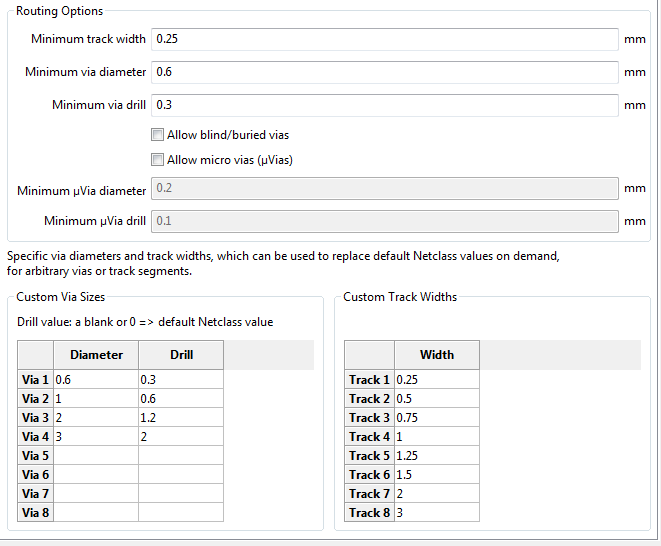 Routing Options
Minimum track width 0.25 mm
Minimum via diameter 0.6 mm
Minimum via drill 0.3 mm
Allow blind/buried vias
Allow micro vias (µVias)
Minimum µVia diameter 0.2 mm
Minimum µVia drill 0.1 mm
Specific via diameters and track widths, which can be used to replace default Netclass values on demand,
for arbitrary vias or track segments.
Custom Via Sizes
Drill value: a blank or 0 => default Netclass value
Diameter Drill
Via 1 0.6 0.3
Via 2 1 0.6
Via 3 2 1.2
Via 4 3 2
Via 5
Via 6
Via 7
Via 8
Custom Track Widths
Width
Track 1 0.25
Track 2 0.5
Track 3 0.75
Track 4 1
Track 5 1.25
Track 6 1.5
Track 7 2
Track 8 3